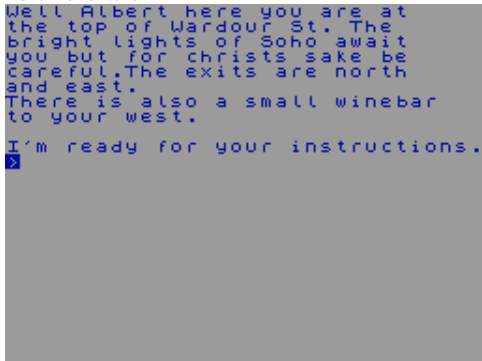 Well Albert here you are at
the top of Wardour St. The
bright lights of Soho await
you but for christs sake be
careful.The exits are north
and east.
There is also a small winebar
to your west.
I'm ready for your instructions.
>